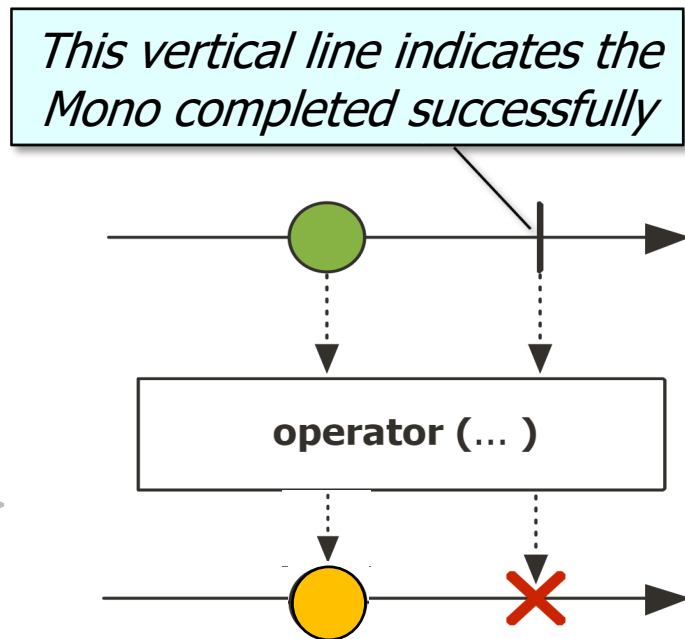 This vertical line indicates the
Mono completed successfully
operator (... )